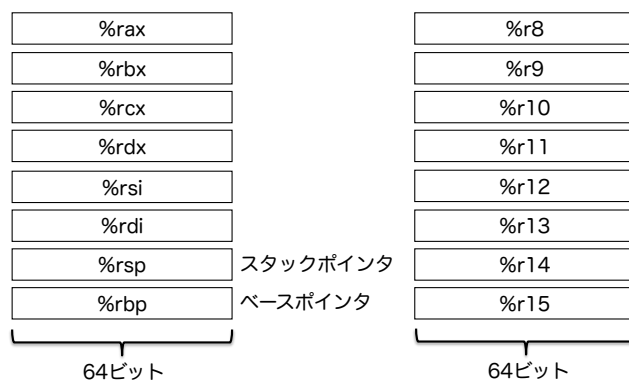 %rax
%rbx
%rcx
%rdx
%rsi
%rdi
%rsp スタックポインタ
%rbp ベースポインタ
64ビット
%r8
%r9
%r10
%r11
%r12
%r13
%r14
%r15
64ビット